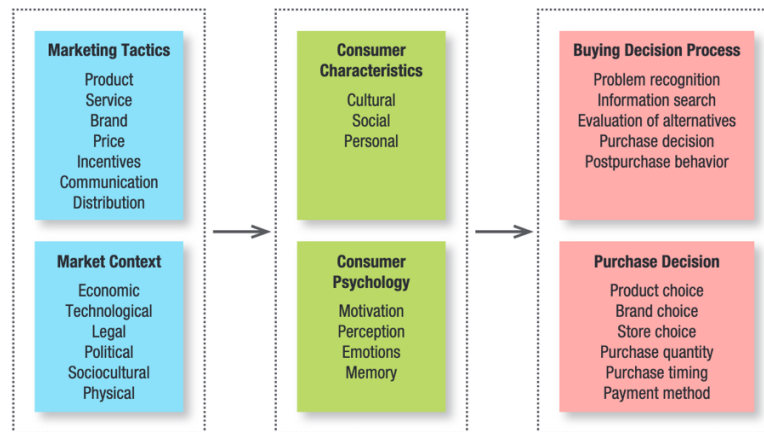 Marketing Tactics
Product
Service
Brand
Price
Incentives
Communication
Distribution
Market Context
Economic
Technological
Legal
Political
Sociocultural
Physical
Consumer
Characteristics
Cultural
Social
Personal
Consumer
Psychology
Motivation
Perception
Emotions
Memory
Buying Decision Process
Problem recognition
Information search
Evaluation of alternatives
Purchase decision
Postpurchase behavior
Purchase Decision
Product choice
Brand choice
Store choice
Purchase quantity
Purchase timing
Payment method